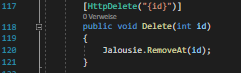 117 [HttpDelete("{id}")]
0 Verweise
118 public void Delete(int id)
119 {
120 Jalousie.RemoveAt(id);
121 }